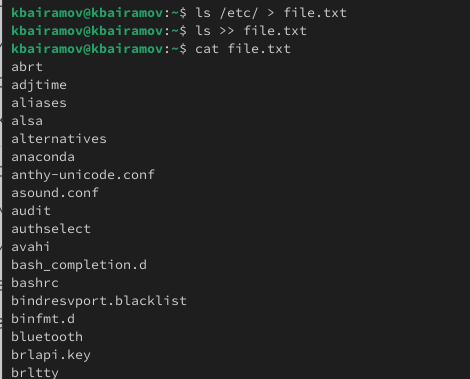 kbairamov@kbairamov:~$ ls /etc/ > file.txt
kbairamov@kbairamov:~$ ls >> file.txt
kbairamov@kbairamov:~$ cat file.txt
abrt
adjtime
aliases
alsa
alternatives
anaconda
anthy-unicode.conf
asound.conf
audit
authselect
avahi
bash_completion.d
bashrc
bindresvport.blacklist
binfmt.d
bluetooth
brlapi.key
brltty